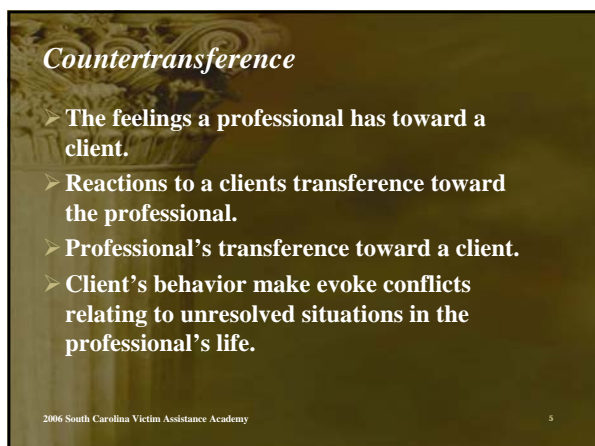 Countertransference
➢ The feelings a professional has toward a
client.
➢ Reactions to a clients transference toward
the professional.
➢ Professional's transference toward a client.
➢ Client's behavior make evoke conflicts
relating to unresolved situations in the
professional's life.
2006 South Carolina Victim Assistance Academy 5